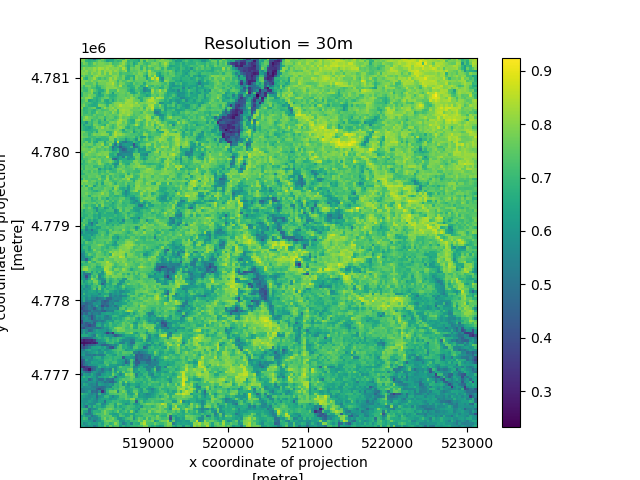 Resolution = 30m
1e6
4.781
4.780
4.779
4.778
4.777
y coordinate of projection
[metre]
519000 520000 521000 522000 523000
x coordinate of projection
[metre]
0.9
0.8
0.7
0.6
0.5
0.4
0.3